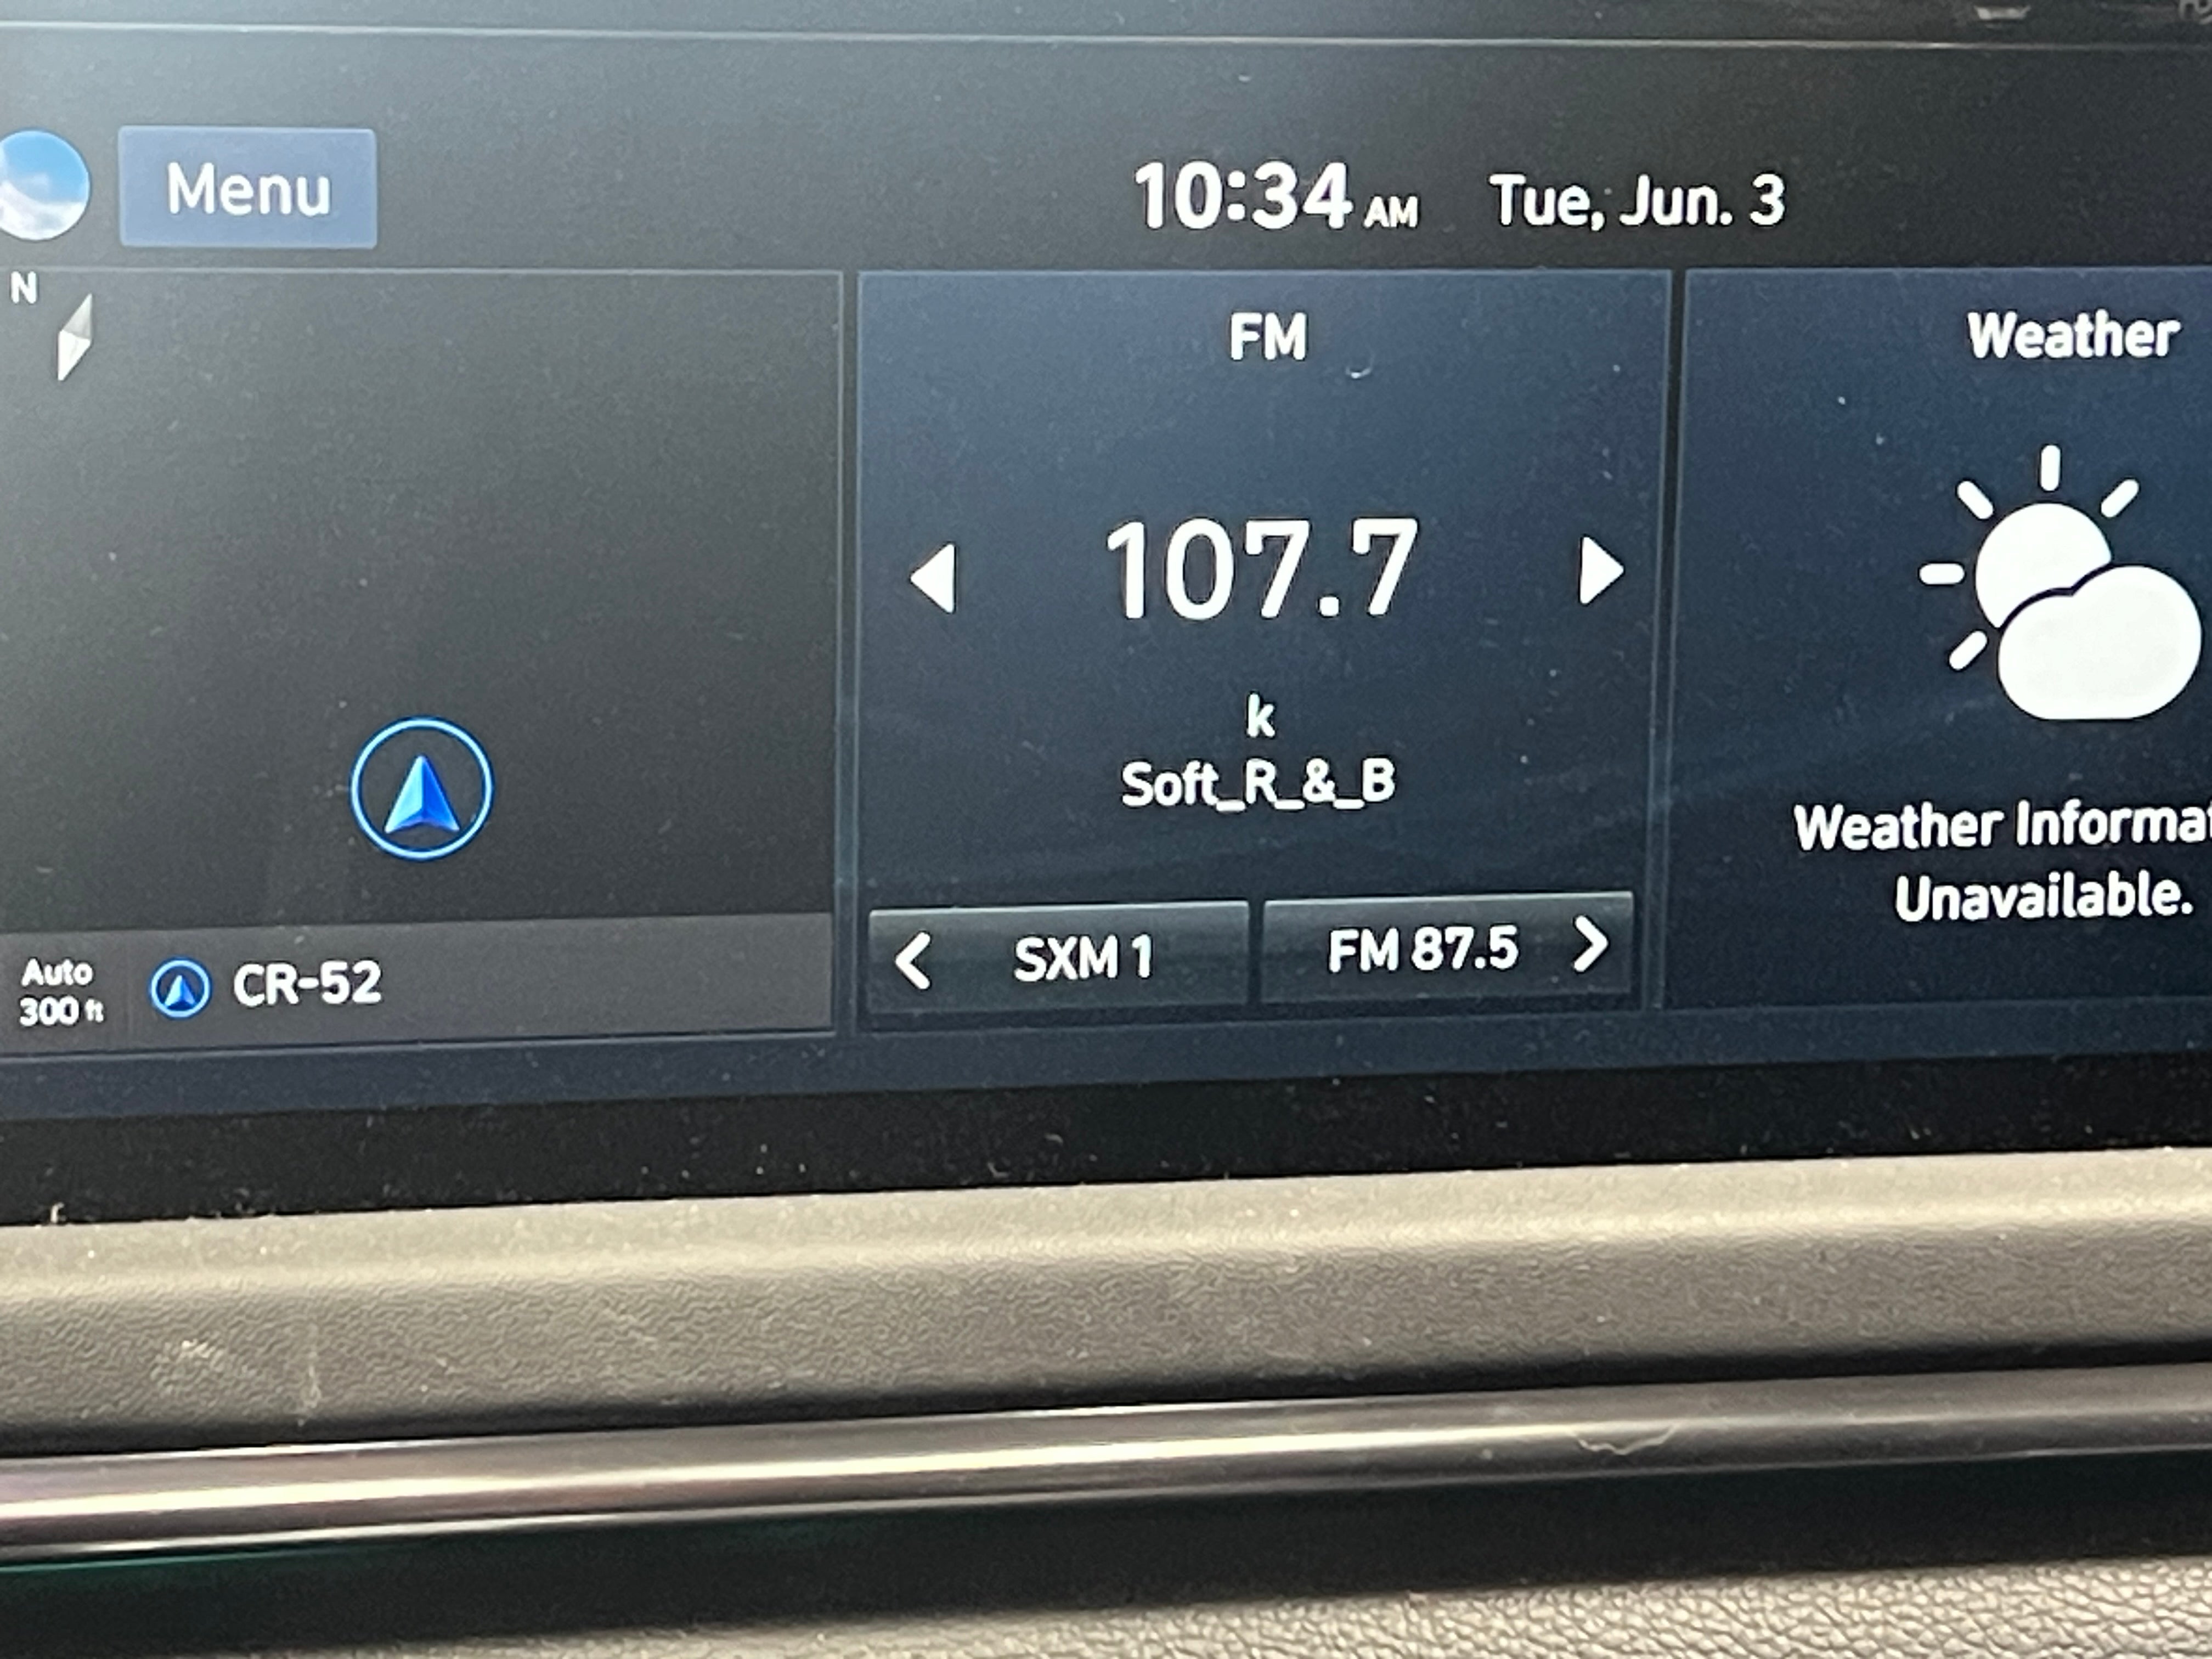 Menu
10:34 AM Tue, Jun. 3
N
FM
Weather
107.7
k
Soft_R_&_B
Weather Informat
Unavailable.
SXM 1
FM 87.5
Auto
300 ft
CR-52